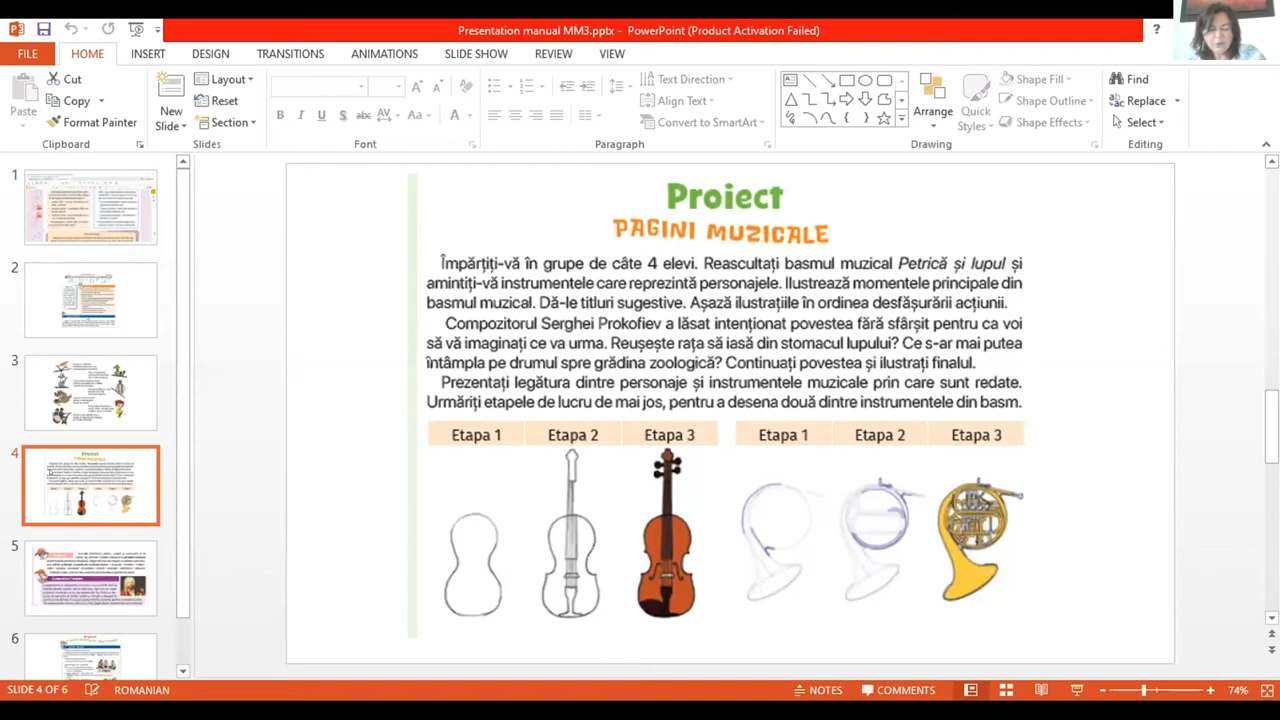 Presentation manual MM3.pptx - PowerPoint (Product Activation Failed)
?
FILE
HOME
INSERT
DESIGN
TRANSITIONS
ANIMATIONS
SLIDE SHOW
REVIEW
VIEW
Paste
Cut
Copy
Format Painter
Clipboard
New
Slide
Layout
Reset
Section
Slides
B I U S abc AV Aa A
Font
Text Direction
Align Text
Convert to SmartArt
Paragraph
Arrange
Quick
Styles
Shape Fill
Shape Outline
Shape Effects
Drawing
Find
Replace
Select
Editing
1
2
3
4
5
6
Proiect
PAGINI MUZICALE
Împărțiți-vă în grupe de câte 4 elevi. Reascultați basmul muzical Petrică și lupul și
amintiți-vă instrumentele care reprezintă personajele. Ilustrează momentele principale din
basmul muzical. Dă-le titluri sugestive. Așază ilustrațiile în ordinea desfășurării acțiunii.
Compozitorul Serghei Prokofiev a lăsat intenționat povestea fără sfârșit pentru ca voi
să vă imaginați ce va urma. Reușește rața să iasă din stomacul lupului? Ce s-ar mai putea
întâmpla pe drumul spre grădina zoologică? Continuați povestea și ilustrați finalul.
Prezentați legătura dintre personaje și instrumentele muzicale prin care sunt redate.
Urmăriți etapele de lucru de mai jos, pentru a desena două dintre instrumentele din basm.
Etapa 1 Etapa 2 Etapa 3 Etapa 1 Etapa 2 Etapa 3
SLIDE 4 OF 6
ROMANIAN
NOTES
COMMENTS
74%